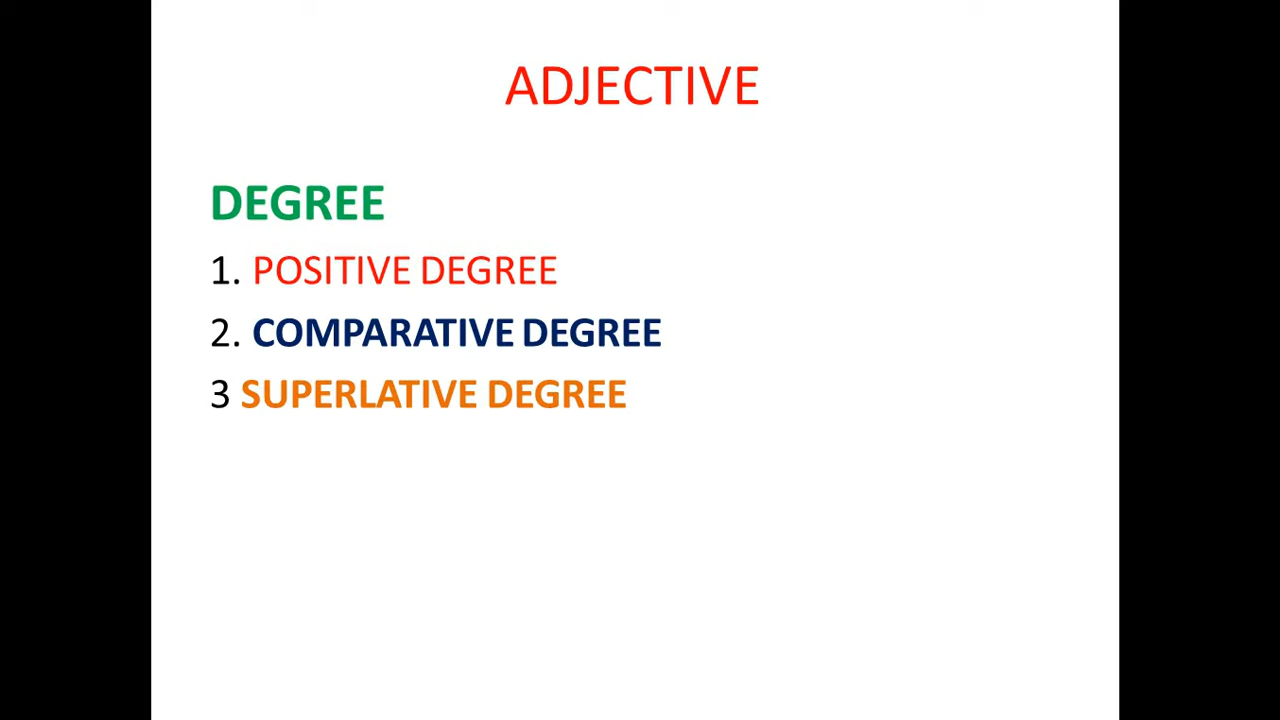 ADJECTIVE
DEGREE
1. POSITIVE DEGREE
2. COMPARATIVE DEGREE
3 SUPERLATIVE DEGREE